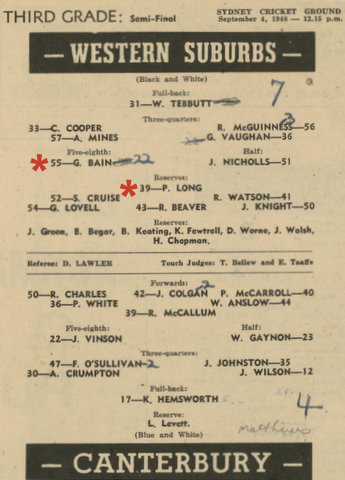 THIRD GRADE: Semi-Final
SYDNEY CRICKET GROUND
September 4, 1948 — 12.15 p.m.
— WESTERN SUBURBS —
(Black and White)
Full-back:
31—W. TEBBUTT
7
Three-quarters:
33—C. COOPER R. McGUINNESS—56
3
57—A. MINES G. VAUGHAN—36
Five-eighth: Half:
* 55—G. BAIN 22 J. NICHOLLS—51
Reserves:
* 39—P. LONG
52—S. CRUISE R. WATSON—41
54—G. LOVELL 43—R. BEAVER J. KNIGHT—50
Reserves:
J. Green, B. Begar, B. Keating, K. Fewtrell, D. Warne, J. Walsh,
H. Chapman.
Referee: D. LAWLER Touch Judges: T. Bellew and E. Taaffe
Forwards:
50—R. CHARLES 42—J. COLGAN 2 P. McCARROLL—40
36—P. WHITE W. ANSLOW—44
39—R. McCALLUM
Five-eighth: Half:
22—J. VINSON W. GAYNON—23
Three-quarters:
47—F. O'SULLIVAN 2 J. JOHNSTON—35
30—A. CRUMPTON J. WILSON—12
Full-back:
17—K. HEMSWORTH
4
Reserve:
L. Levett.
(Blue and White)
— CANTERBURY —